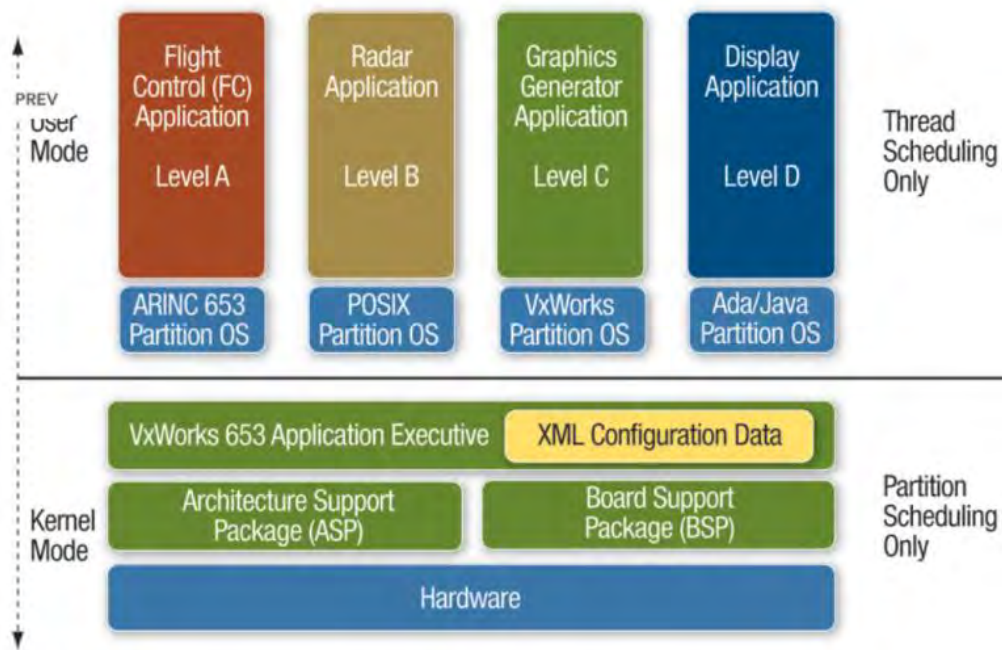 Flight
Control (FC)
Application
Level A
Radar
Application
Level B
Graphics
Generator
Application
Level C
Display
Application
Level D
PREV
User
Mode
Thread
Scheduling
Only
ARINC 653
Partition OS
POSIX
Partition OS
VxWorks
Partition OS
Ada/Java
Partition OS
VxWorks 653 Application Executive
XML Configuration Data
Architecture Support
Package (ASP)
Board Support
Package (BSP)
Kernel
Mode
Partition
Scheduling
Only
Hardware